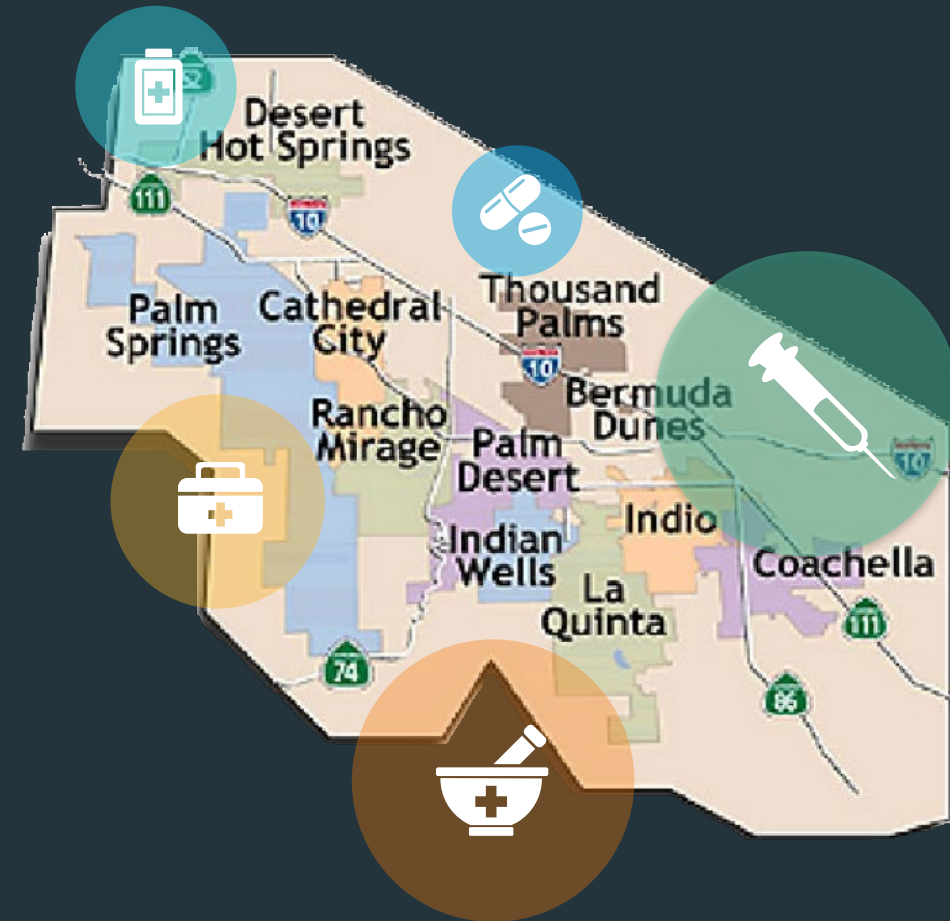 62
Desert
Hot Springs
111
10
Thousand
Palms
Palm
Springs
Cathedral
City
10
Bermuda
Dunes
Rancho
Mirage
Palm
Desert
10
Indio
Indian
Wells
Coachella
La
Quinta
111
74
86